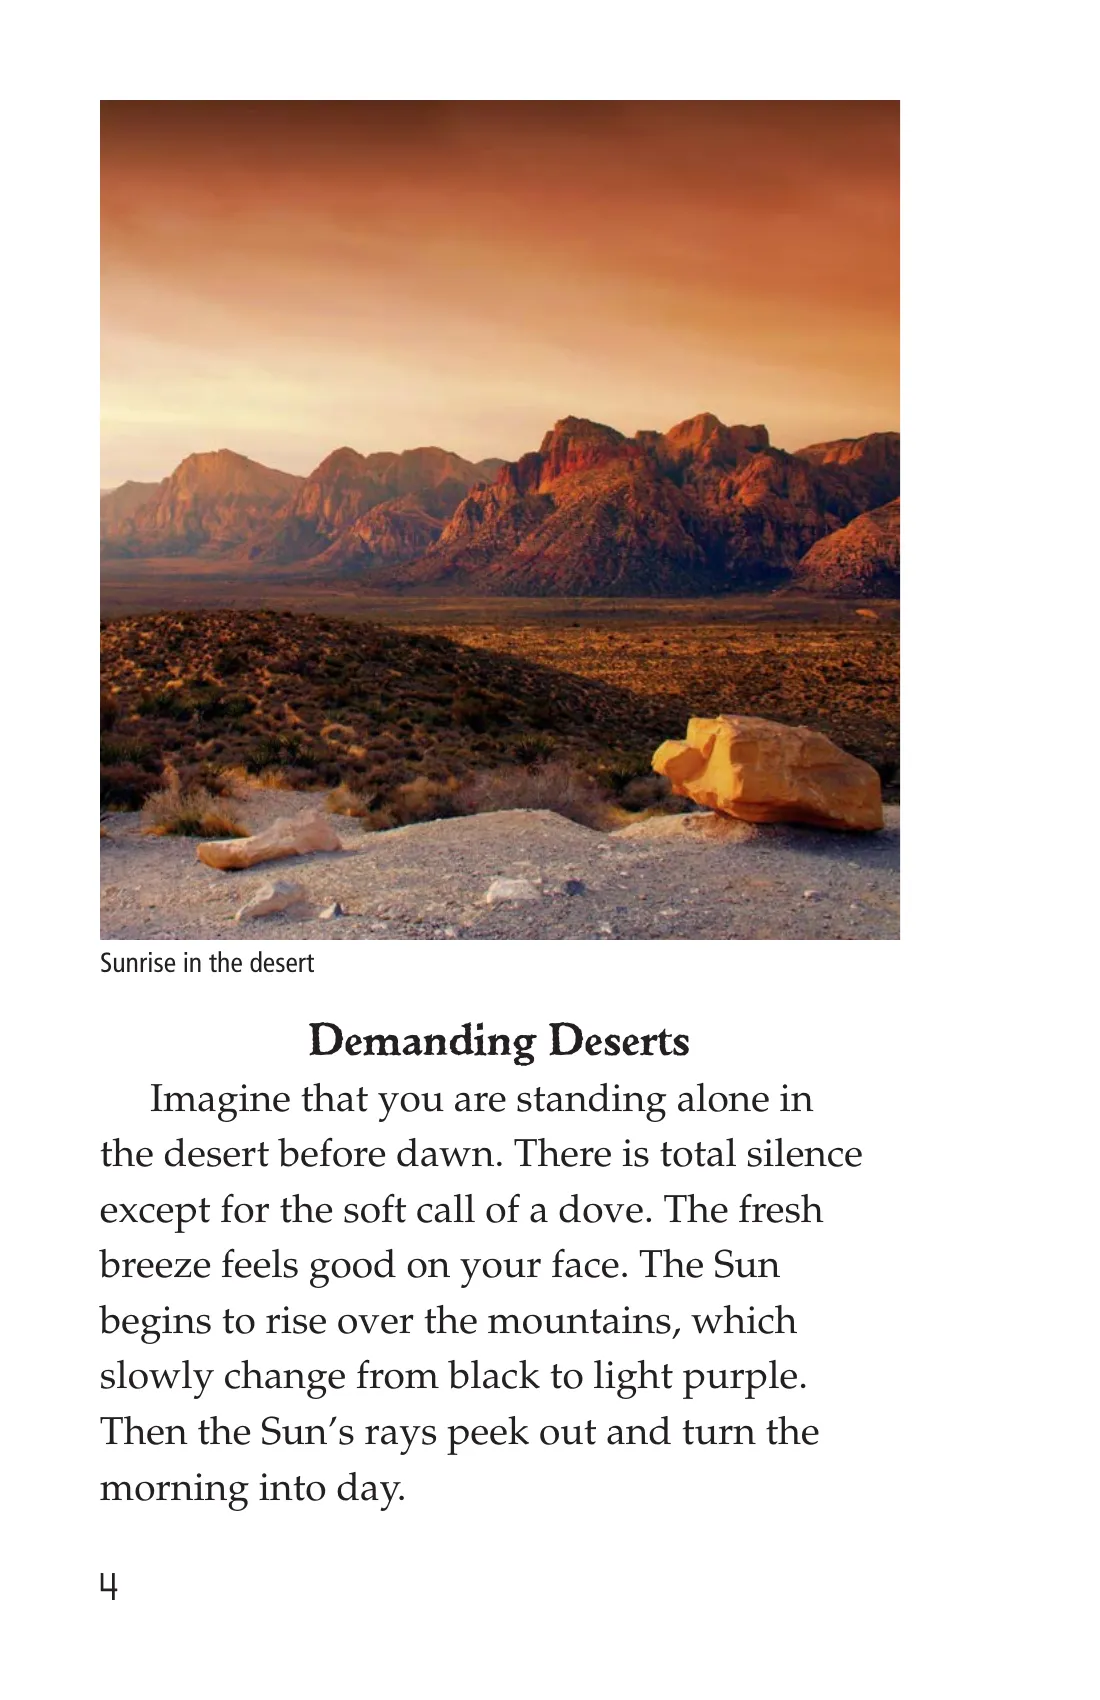 Sunrise in the desert
Demanding Deserts
Imagine that you are standing alone in
the desert before dawn. There is total silence
except for the soft call of a dove. The fresh
breeze feels good on your face. The Sun
begins to rise over the mountains, which
slowly change from black to light purple.
Then the Sun’s rays peek out and turn the
morning into day.
4